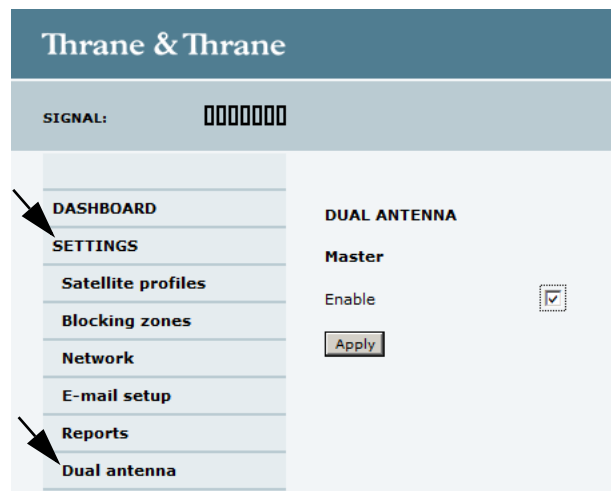 Thrane & Thrane
SIGNAL:
DASHBOARD
SETTINGS
Satellite profiles
Blocking zones
Network
E-mail setup
Reports
Dual antenna
DUAL ANTENNA
Master
Enable
Apply